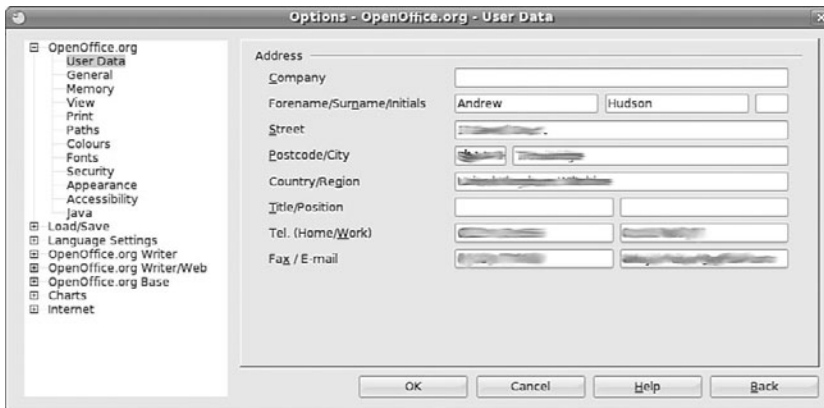 Options - OpenOffice.org - User Data
OpenOffice.org
User Data
General
Memory
View
Print
Paths
Colours
Fonts
Security
Appearance
Accessibility
Java
Load/Save
Language Settings
OpenOffice.org Writer
OpenOffice.org Writer/Web
OpenOffice.org Base
Charts
Internet
Address
Company
Forename/Surname/Initials Andrew Hudson
Street
Postcode/City
Country/Region
Title/Position
Tel. (Home/Work)
Fax / E-mail
OK Cancel Help Back